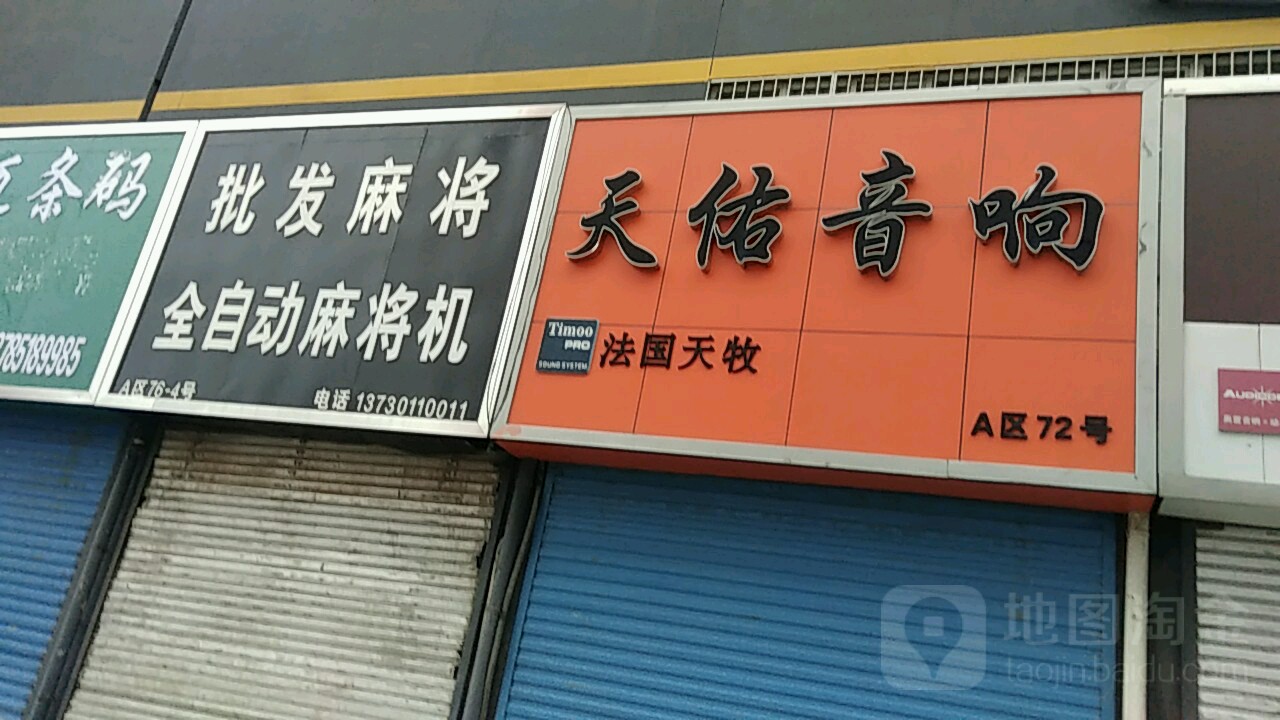 条码
785189985
批发麻将
全自动麻将机
A区76-4号
电话 13730110011
天佑音响
Timoo
PRO
SOUND SYSTEM
法国天牧
A区72号
地图淘金
taojin.baidu.com